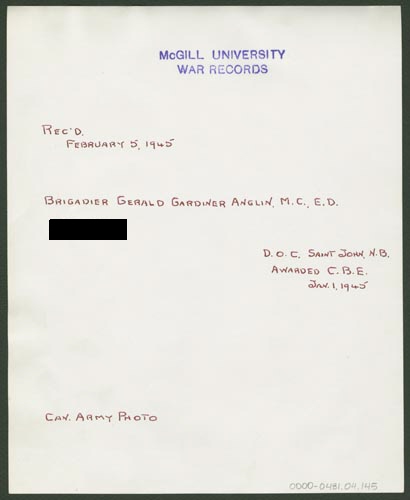 McGILL UNIVERSITY
WAR RECORDS
REC'D.
FEBRUARY 5, 1945
BRIGADIER GERALD GARDINER ANGLIN, M.C., E.D.
D.O.C. SAINT JOHN, N.B.
AWARDED C.B.E.
JAN. 1, 1945
CAN. ARMY PHOTO
0000-0481.04.145